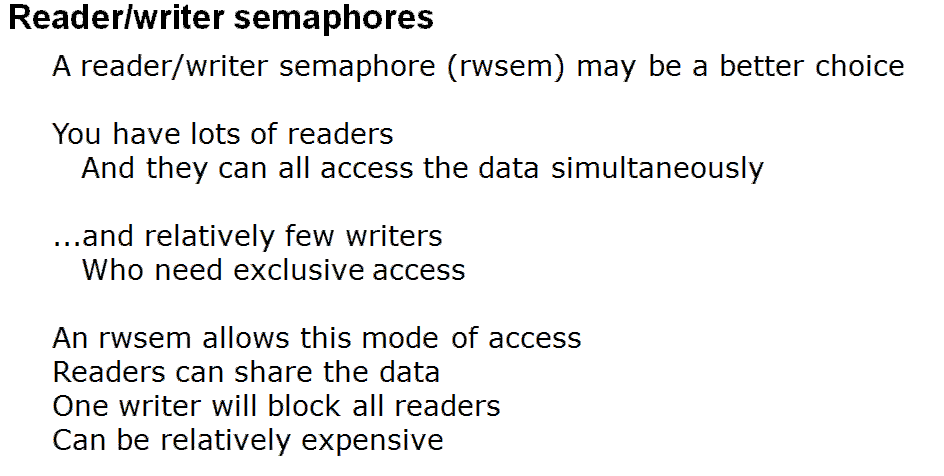 Reader/writer semaphores
A reader/writer semaphore (rwsem) may be a better choice
You have lots of readers
And they can all access the data simultaneously
...and relatively few writers
Who need exclusive access
An rwsem allows this mode of access
Readers can share the data
One writer will block all readers
Can be relatively expensive